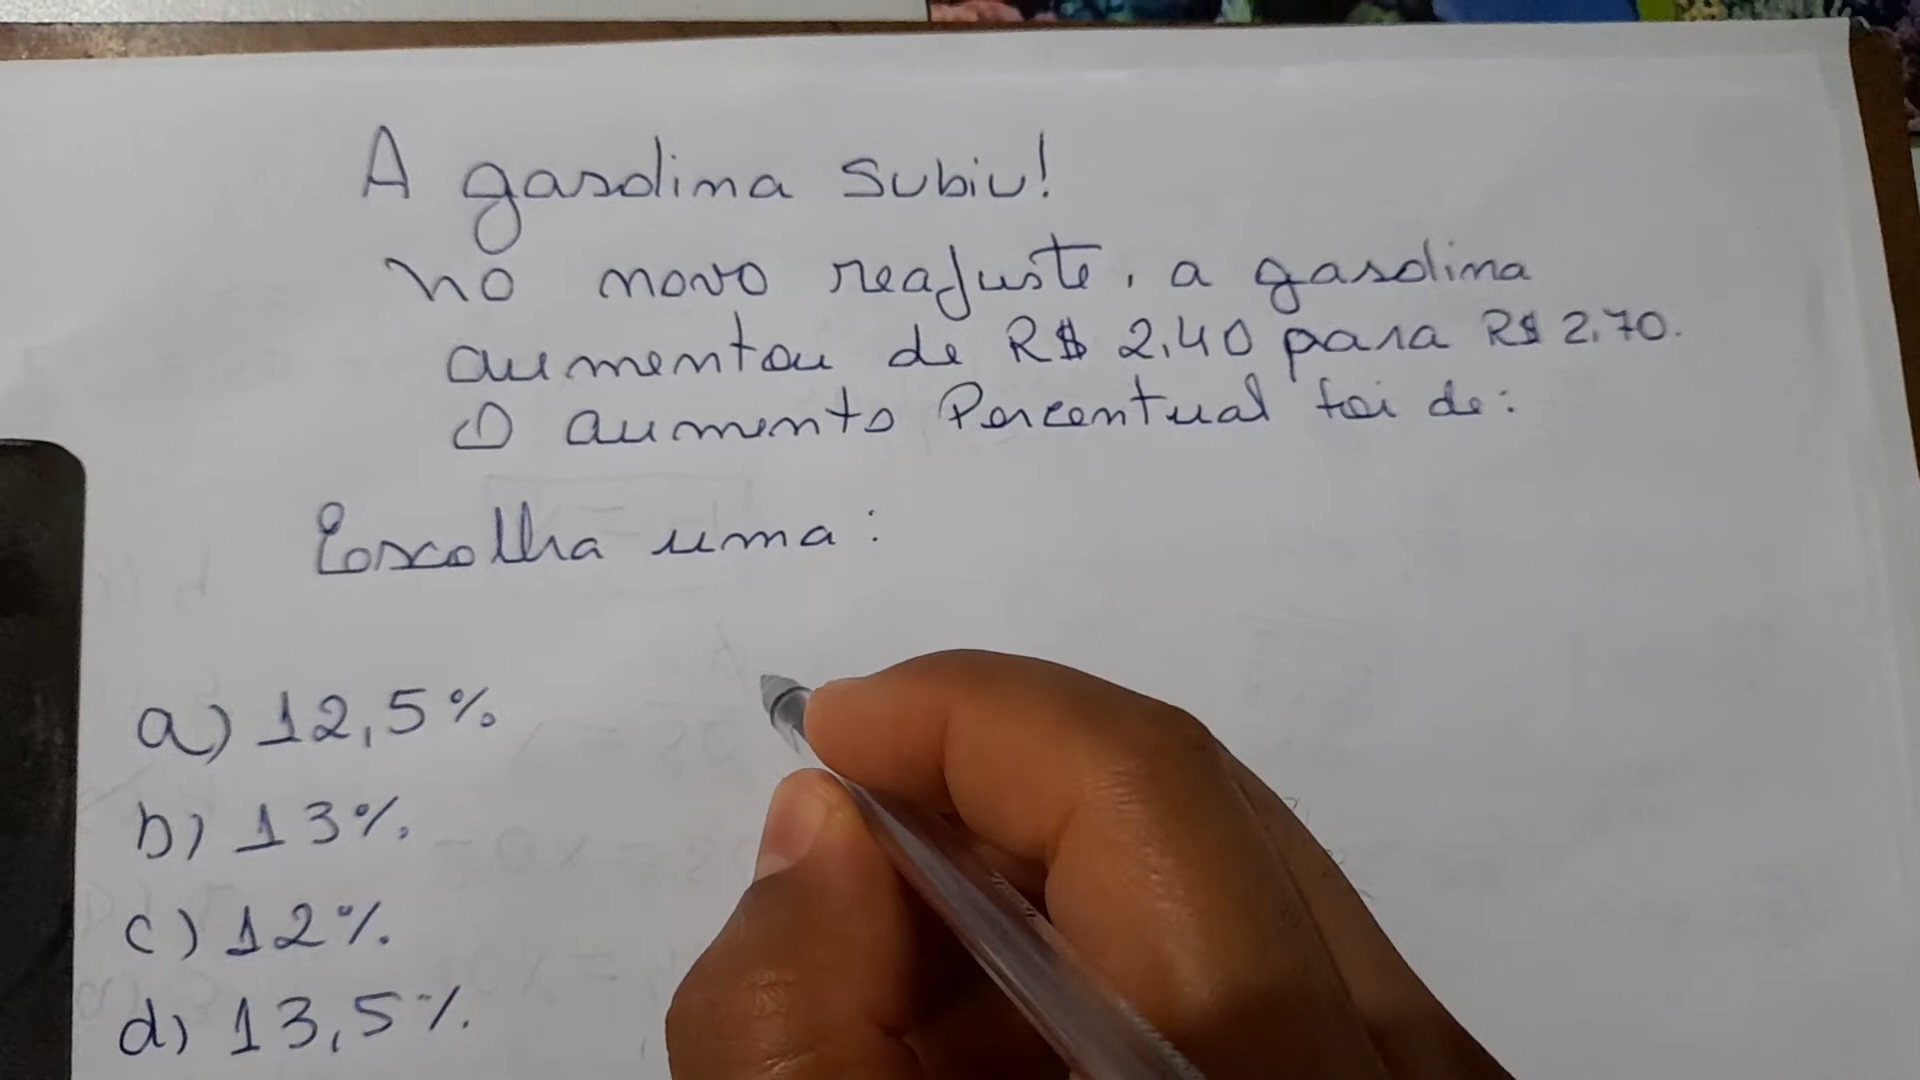 A gasolina subiu!
no novo reajuste, a gasolina
aumentou de R$ 2,40 para R$ 2,70.
O aumento Percentual foi de:
Escolha uma:
a) 12,5%
b) 13%
c) 12%
d) 13,5%